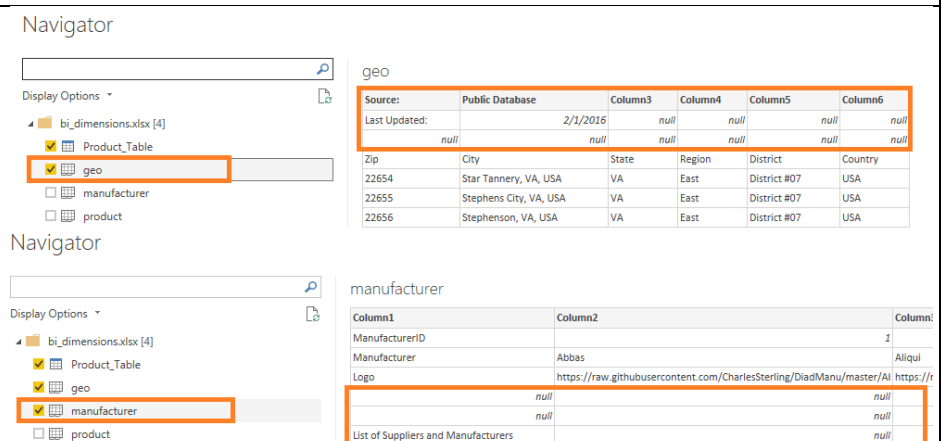 Navigator
geo
Display Options
Source: Public Database Column3 Column4 Column5 Column6
bi_dimensions.xlsx [4]
Last Updated: 2/1/2016 null null null null
Product_Table
null null null null null null
geo
Zip City State Region District Country
manufacturer
22654 Star Tannery, VA, USA VA East District #07 USA
22655 Stephens City, VA, USA VA East District #07 USA
product
22656 Stephenson, VA, USA VA East District #07 USA
Navigator
manufacturer
Display Options
Column1 Column2 Column3
bi_dimensions.xlsx [4]
ManufacturerID 1
Product_Table
Manufacturer Abbas Aliqui
geo
Logo https://raw.githubusercontent.com/CharlesSterling/DiadManu/master/Al https://r
manufacturer
null null
null null
product
List of Suppliers and Manufacturers null